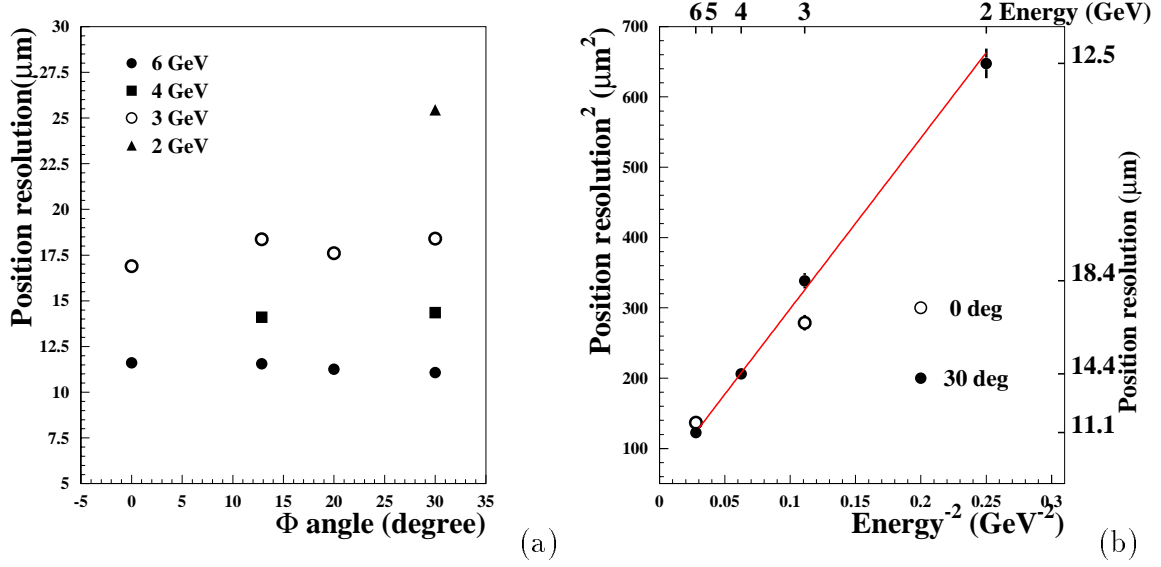 Position resolution(μm)
30
27.5
25
22.5
20
17.5
15
12.5
10
7.5
5
6 GeV
4 GeV
3 GeV
2 GeV
-5 0 5 10 15 20 25 30 35
Φ angle (degree)
(a)
6 5 4 3 2 Energy (GeV)
Position resolution² (μm²)
700
600
500
400
300
200
100
0 deg
30 deg
12.5
18.4
14.4
11.1
Position resolution (μm)
0 0.05 0.1 0.15 0.2 0.25 0.3
Energy⁻² (GeV⁻²)
(b)